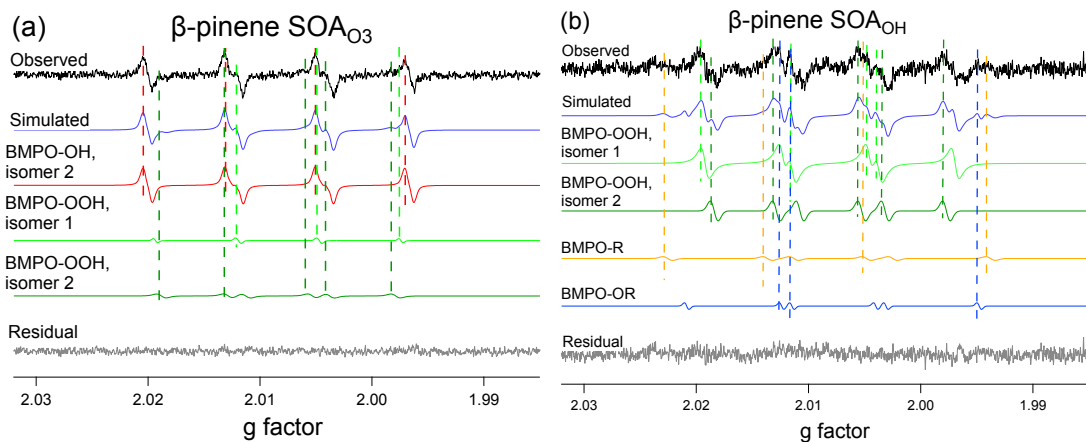 (a)
β-pinene SOAO3
Observed
Simulated
BMPO-OH,
isomer 2
BMPO-OOH,
isomer 1
BMPO-OOH,
isomer 2
Residual
2.03 2.02 2.01 2.00 1.99
g factor
(b)
β-pinene SOAOH
Observed
Simulated
BMPO-OOH,
isomer 1
BMPO-OOH,
isomer 2
BMPO-R
BMPO-OR
Residual
2.03 2.02 2.01 2.00 1.99
g factor